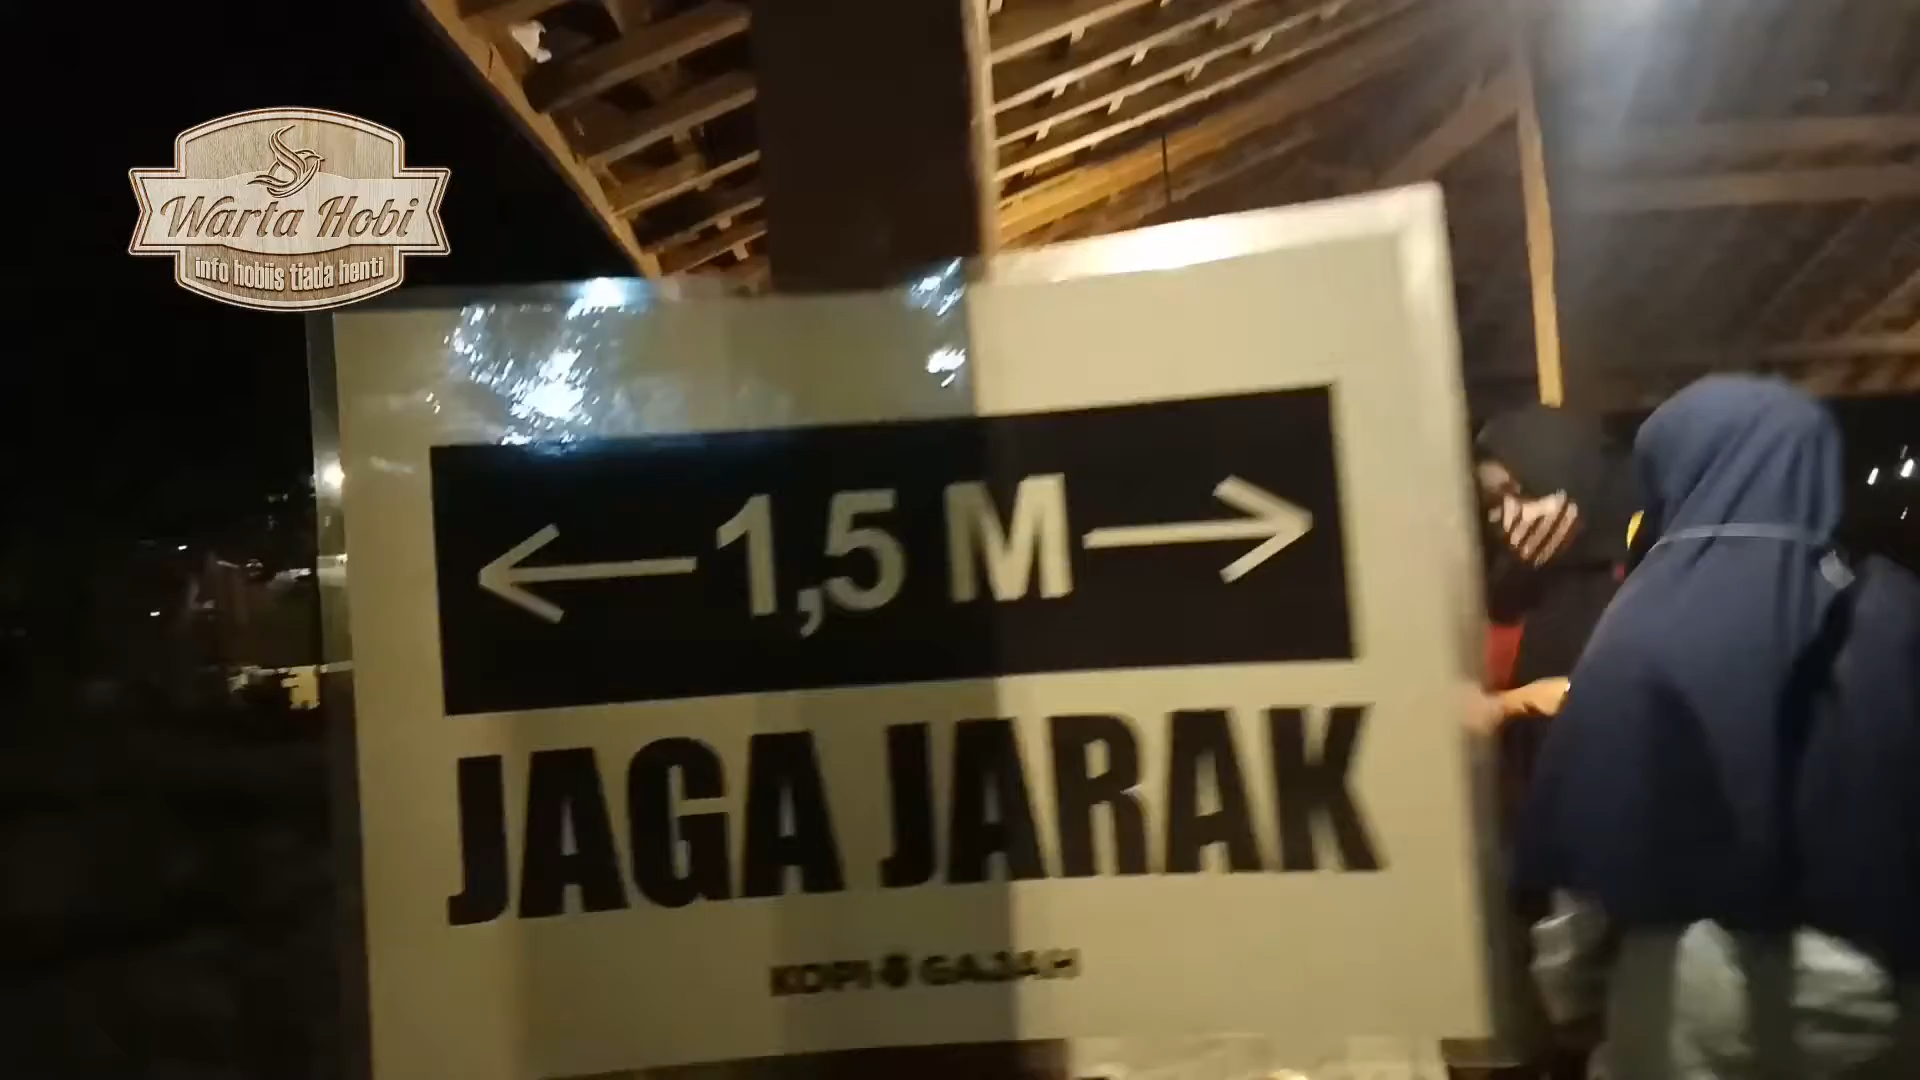 Warta Hobi
info hobiis tiada henti
1,5 M
JAGA JARAK
KOPI GAJAH